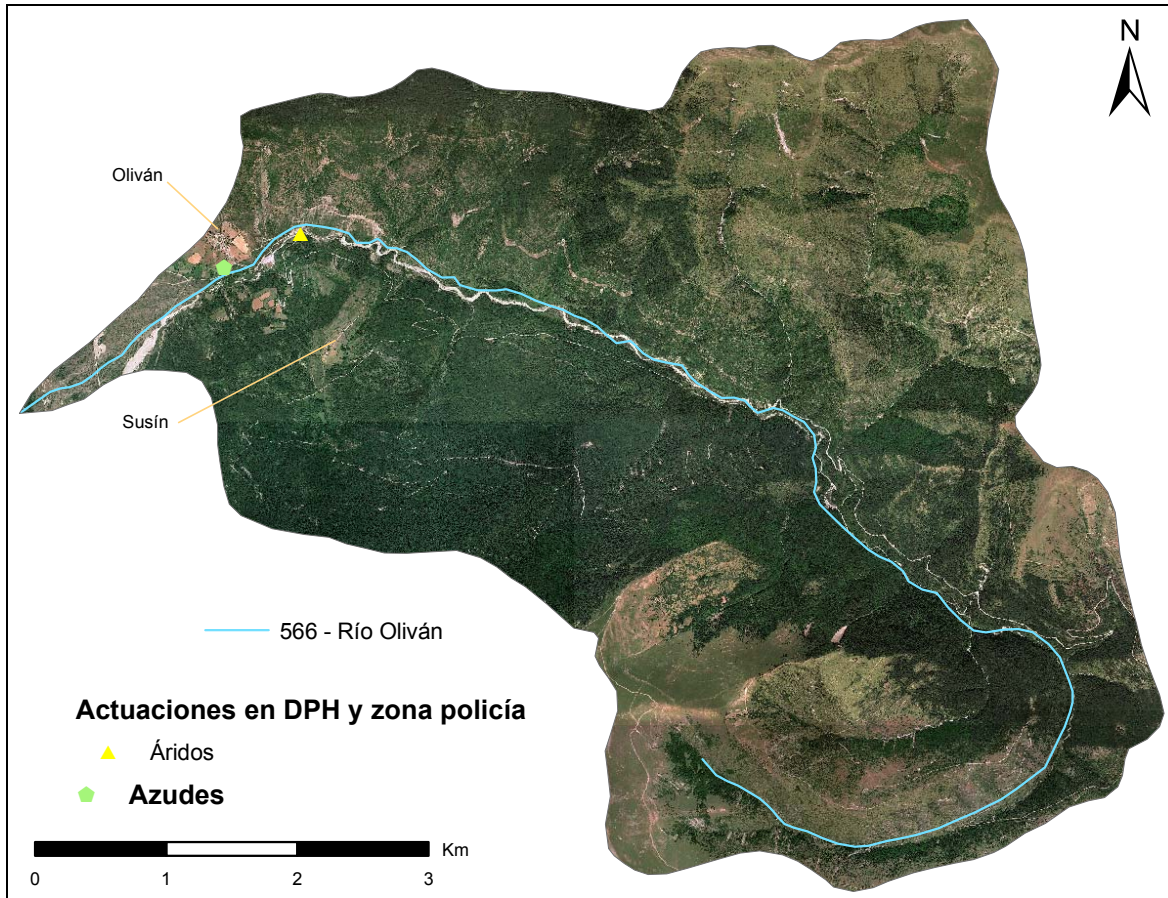 N
Oliván
Susín
566 - Río Oliván
Actuaciones en DPH y zona policía
Áridos
Azudes
Km
0 1 2 3